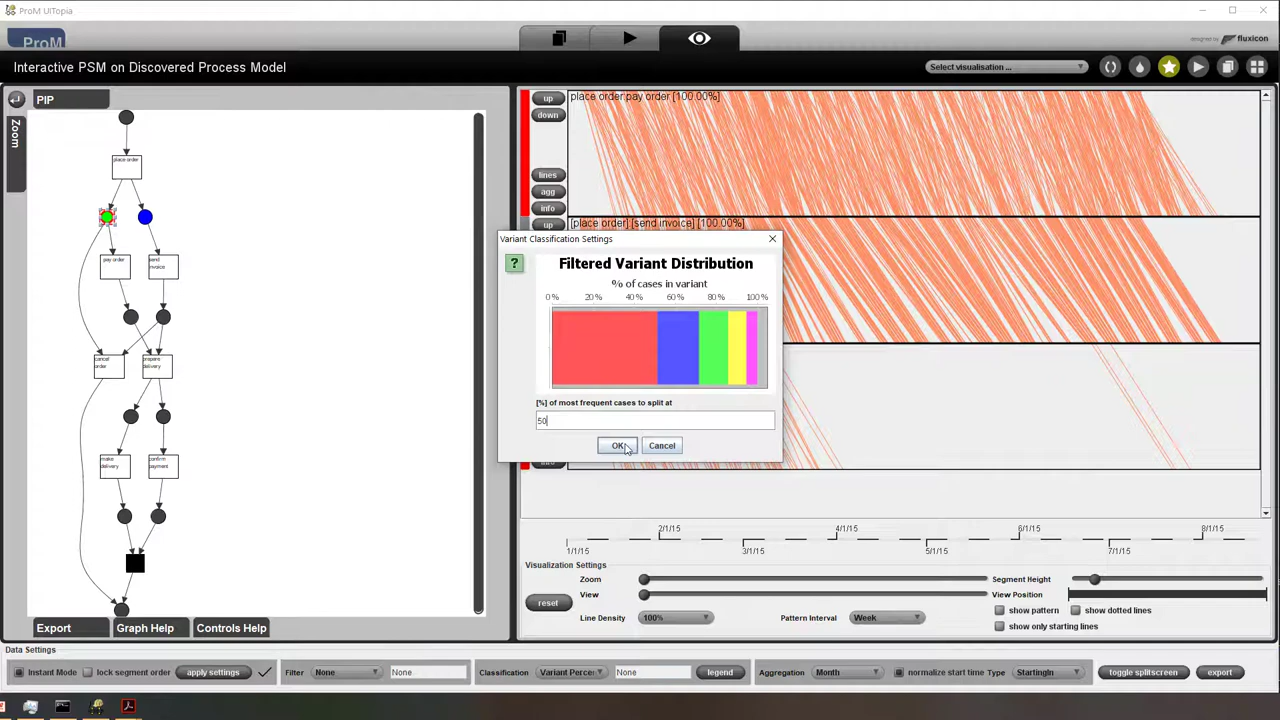 ProM UITopia
ProM
designed by fluxicon
Interactive PSM on Discovered Process Model
Select visualisation ...
PIP
Zoom
place order
pay order
send invoice
cancel order
prepare delivery
make delivery
confirm payment
Export
Graph Help
Controls Help
up
down
lines
agg
info
place order:pay order [100.00%]
up
[place order]:[send invoice] [100.00%]
Variant Classification Settings
?
Filtered Variant Distribution
% of cases in variant
0 % 20 % 40 % 60 % 80 % 100 %
[%] of most frequent cases to split at
50
OK
Cancel
info
2/1/15 4/1/15 6/1/15 8/1/15
1/1/15 3/1/15 5/1/15 7/1/15
Visualization Settings
Zoom
Segment Height
View
View Position
reset
show pattern
show dotted lines
Line Density
100%
Pattern Interval
Week
show only starting lines
Data Settings
Instant Mode
lock segment order
apply settings
Filter
None
None
Classification
Variant Perce
None
legend
Aggregation
Month
normalize start time
Type
StartingIn
toggle splitscreen
export